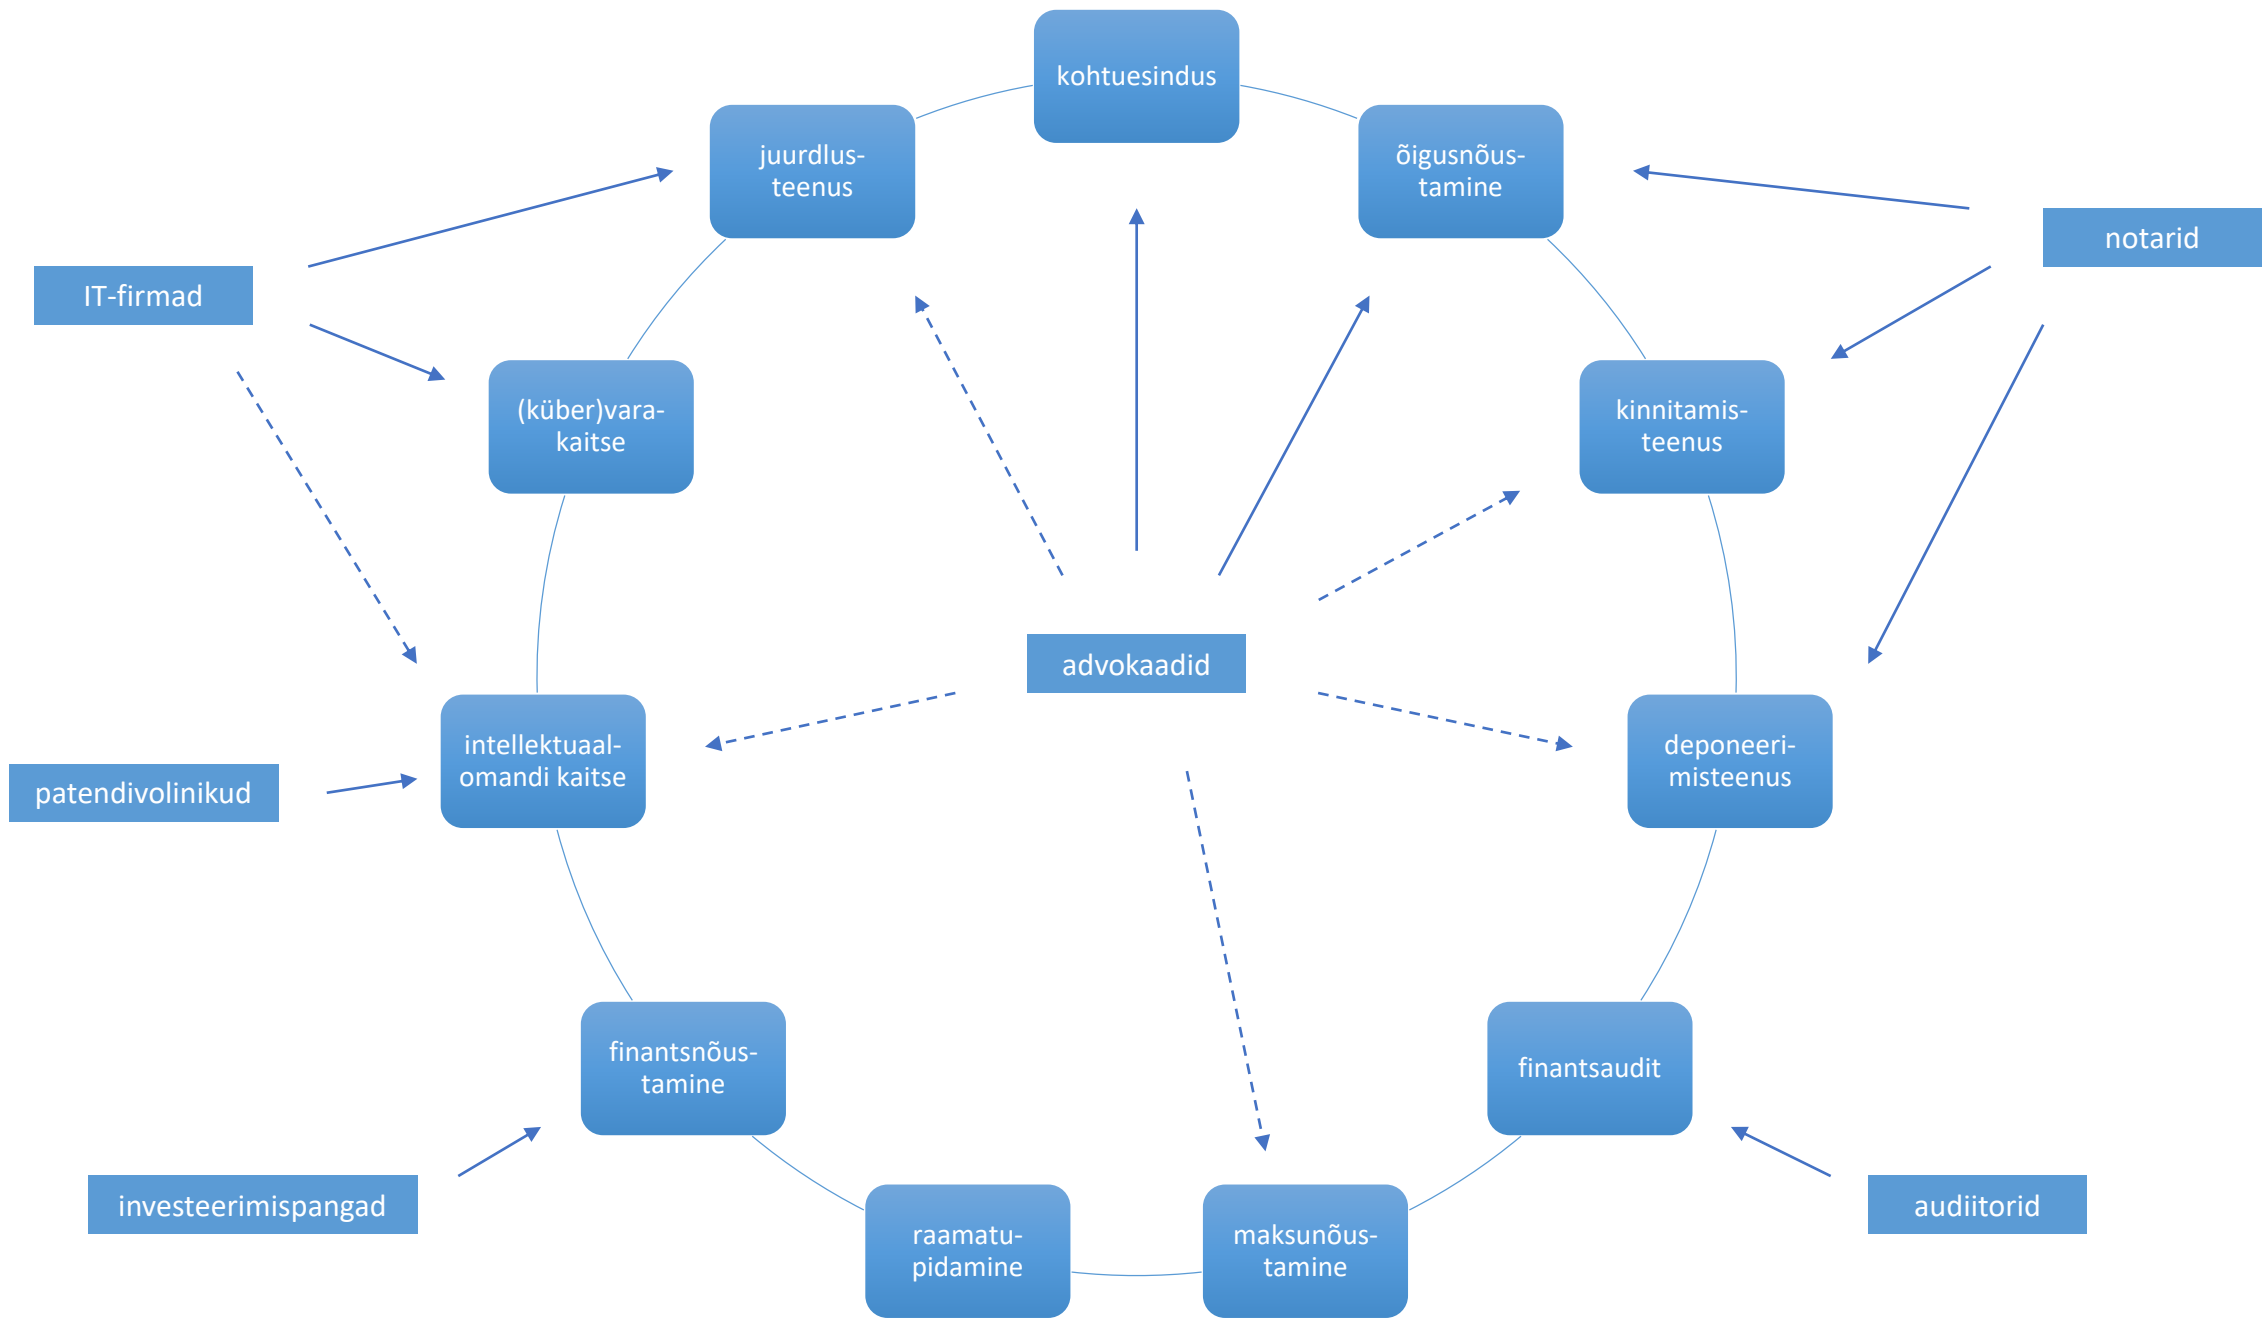 kohtuesindus
juurdlus-
teenus
õigusnõus-
tamine
notarid
IT-firmad
(küber)vara-
kaitse
kinnitamis-
teenus
advokaadid
intellektuaal-
omandi kaitse
deponeeri-
misteenus
patendivolinikud
finantsnõus-
tamine
finantsaudit
investeerimispangad
audiitorid
raamatu-
pidamine
maksunõus-
tamine